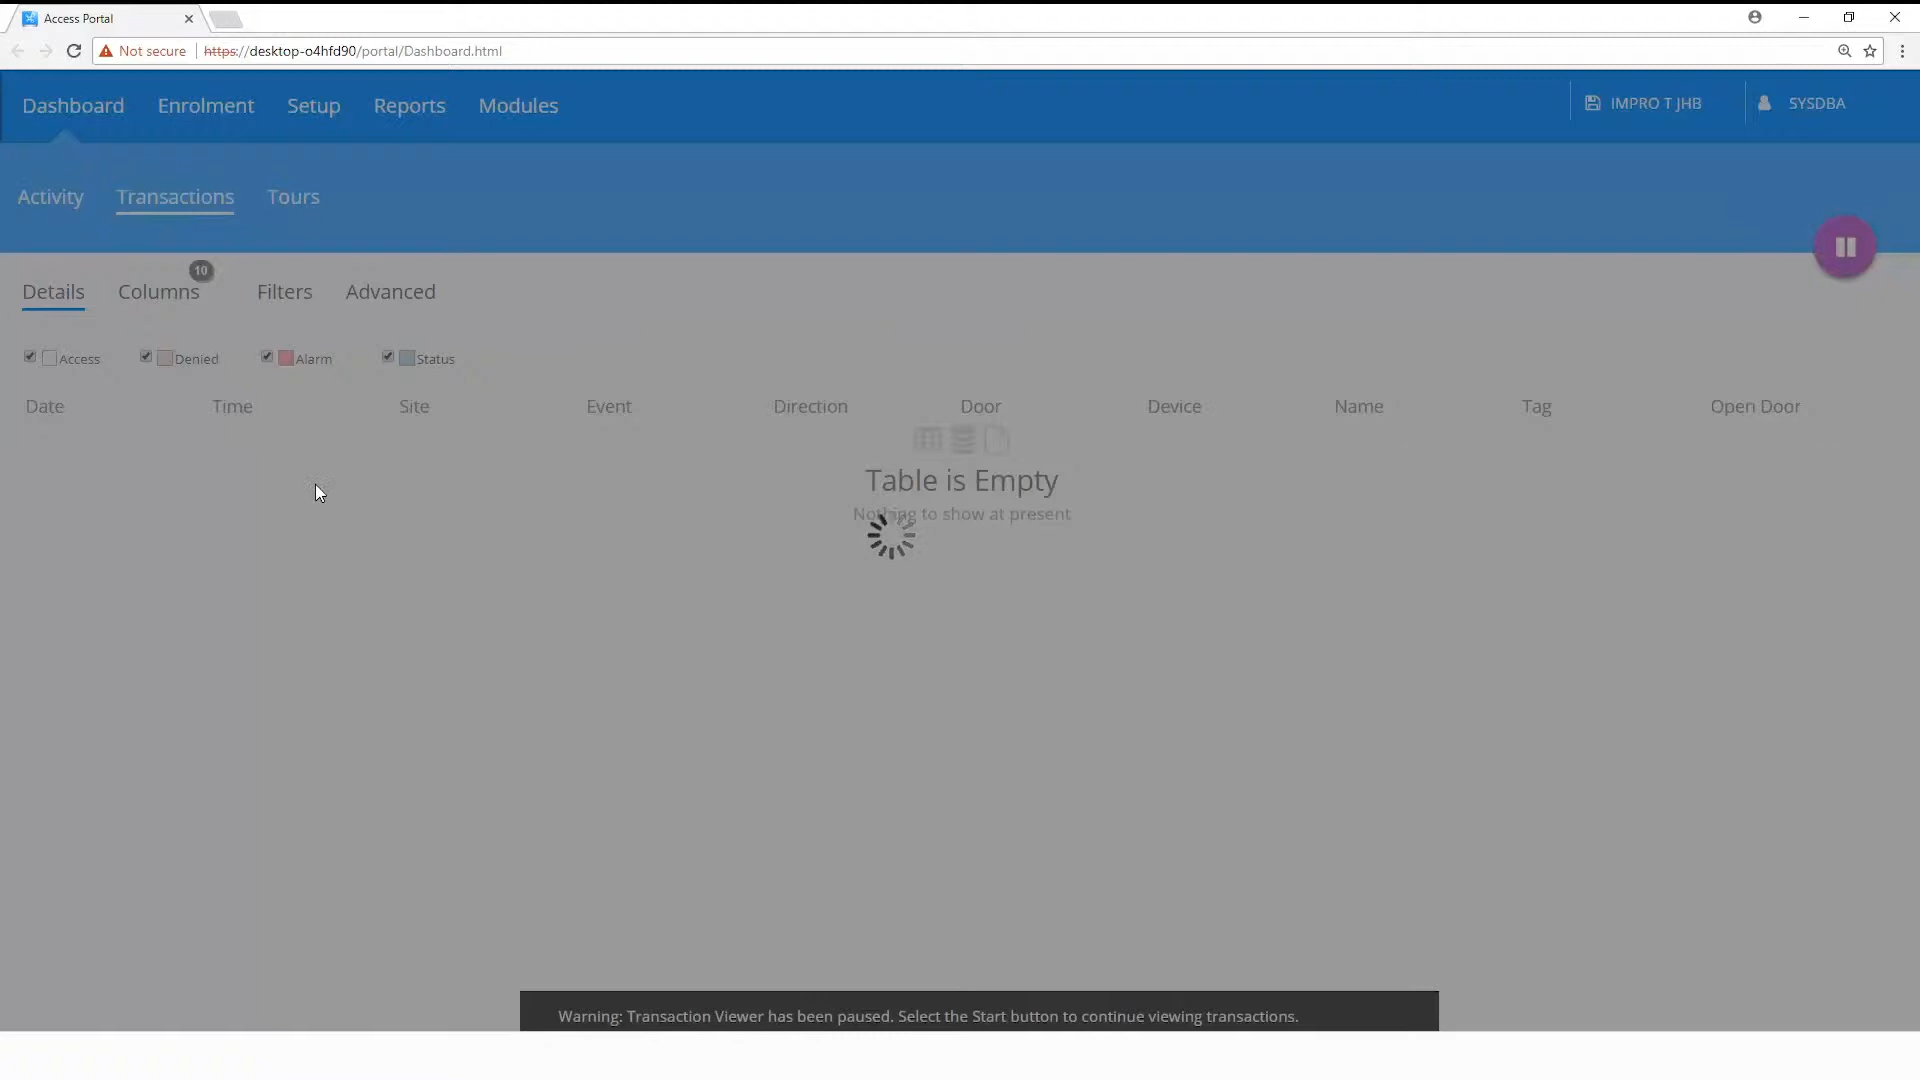 Access Portal
Not secure https://desktop-o4hfd90/portal/Dashboard.html
Dashboard Enrolment Setup Reports Modules IMPRO T JHB SYSDBA
Activity Transactions Tours
10
Details Columns Filters Advanced
Access Denied Alarm Status
Date Time Site Event Direction Door Device Name Tag Open Door
Table is Empty
Nothing to show at present
Warning: Transaction Viewer has been paused. Select the Start button to continue viewing transactions.